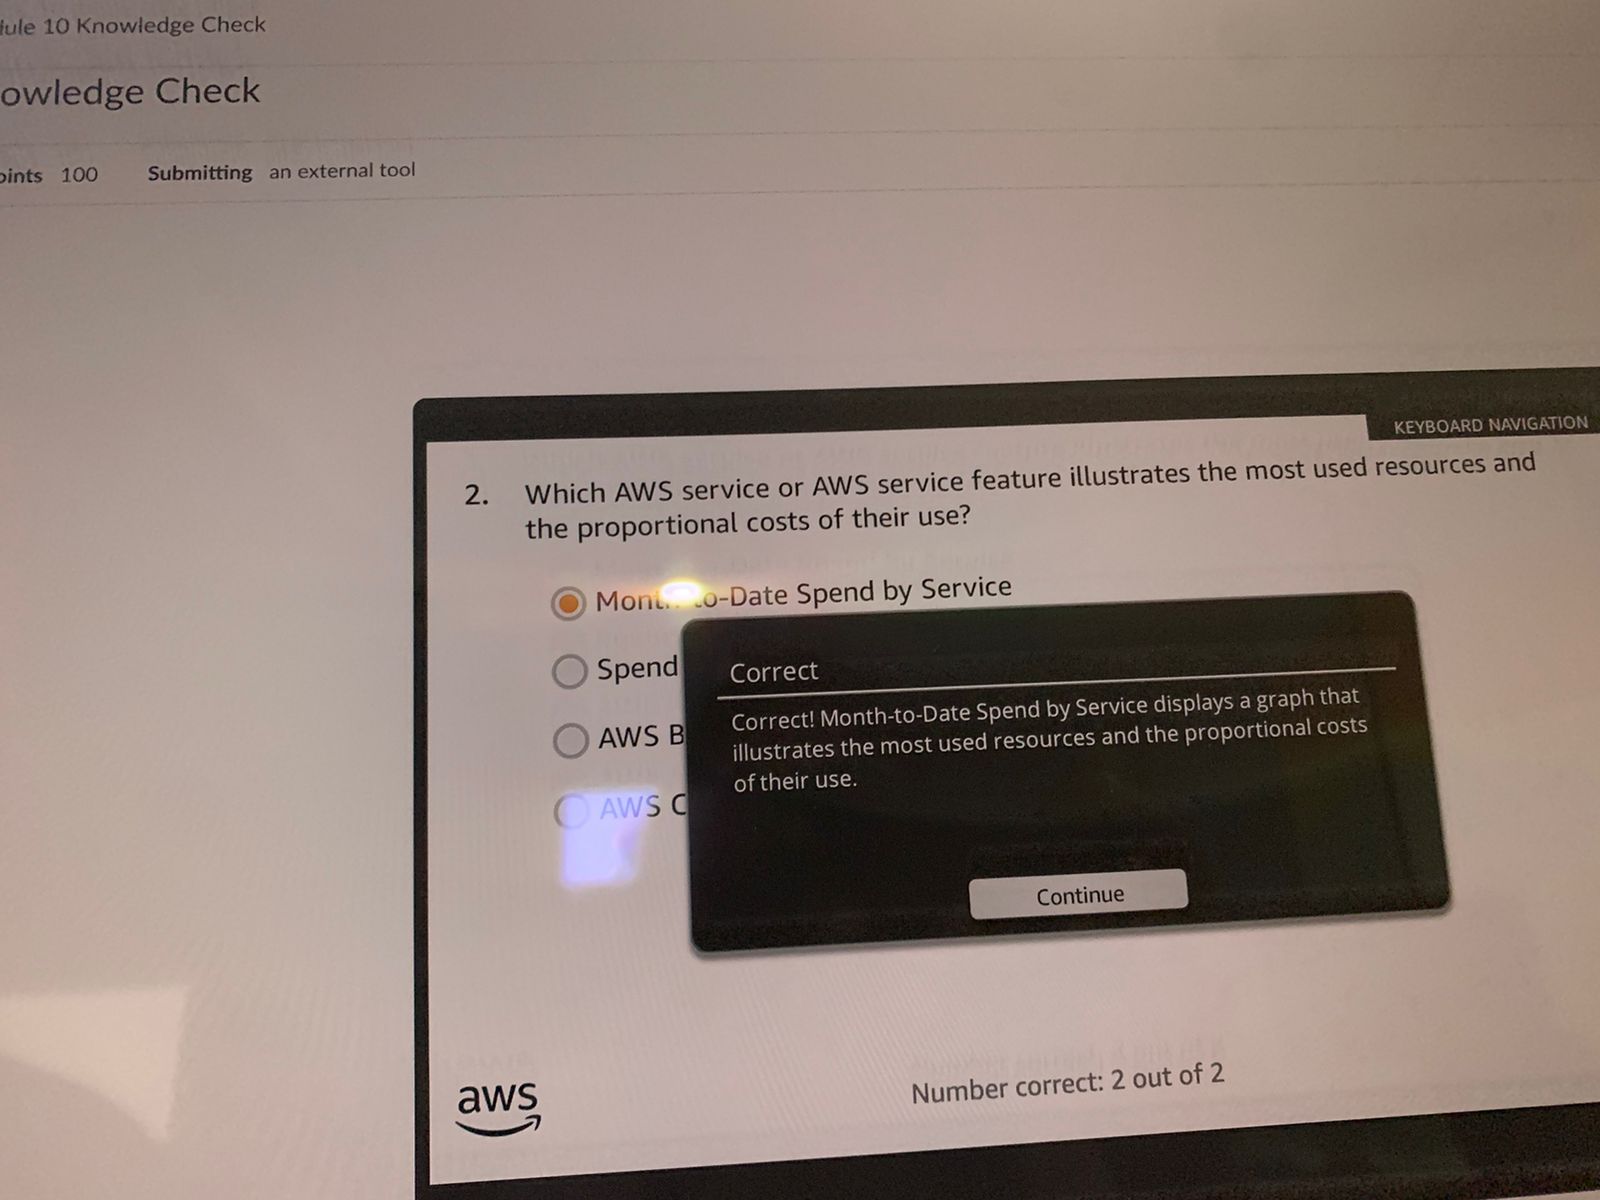 dule 10 Knowledge Check
owledge Check
oints 100 Submitting an external tool
KEYBOARD NAVIGATION
2. Which AWS service or AWS service feature illustrates the most used resources and
the proportional costs of their use?
Month-to-Date Spend by Service
Spend
AWS B
AWS C
Correct
Correct! Month-to-Date Spend by Service displays a graph that
illustrates the most used resources and the proportional costs
of their use.
Continue
aws
Number correct: 2 out of 2